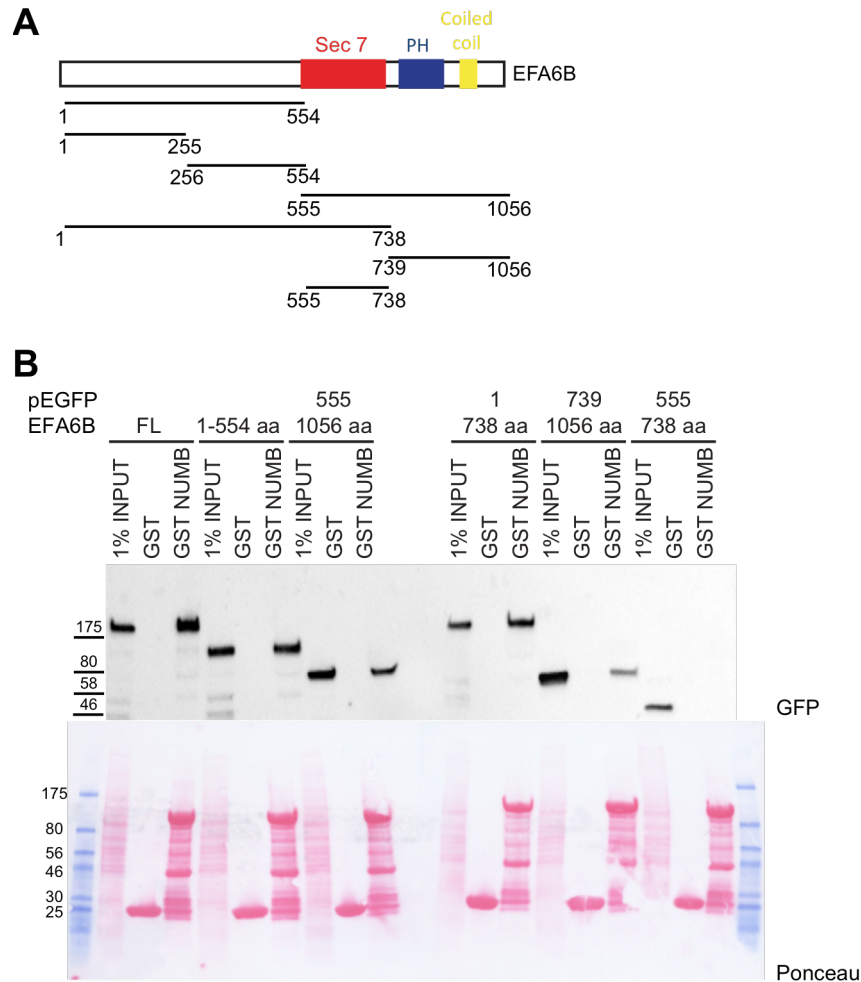 A
Sec 7
PH
Coiled
coil
EFA6B
1
554
1
255
256
554
555
1056
1
738
739
1056
555
738
B
pEGFP
555
1
739
555
EFA6B
FL
1-554 aa
1056 aa
738 aa
1056 aa
738 aa
1% INPUT
GST
GST NUMB
1% INPUT
GST
GST NUMB
1% INPUT
GST
GST NUMB
1% INPUT
GST
GST NUMB
1% INPUT
GST
GST NUMB
1% INPUT
GST
GST NUMB
175
80
58
46
GFP
175
80
56
46
30
25
Ponceau